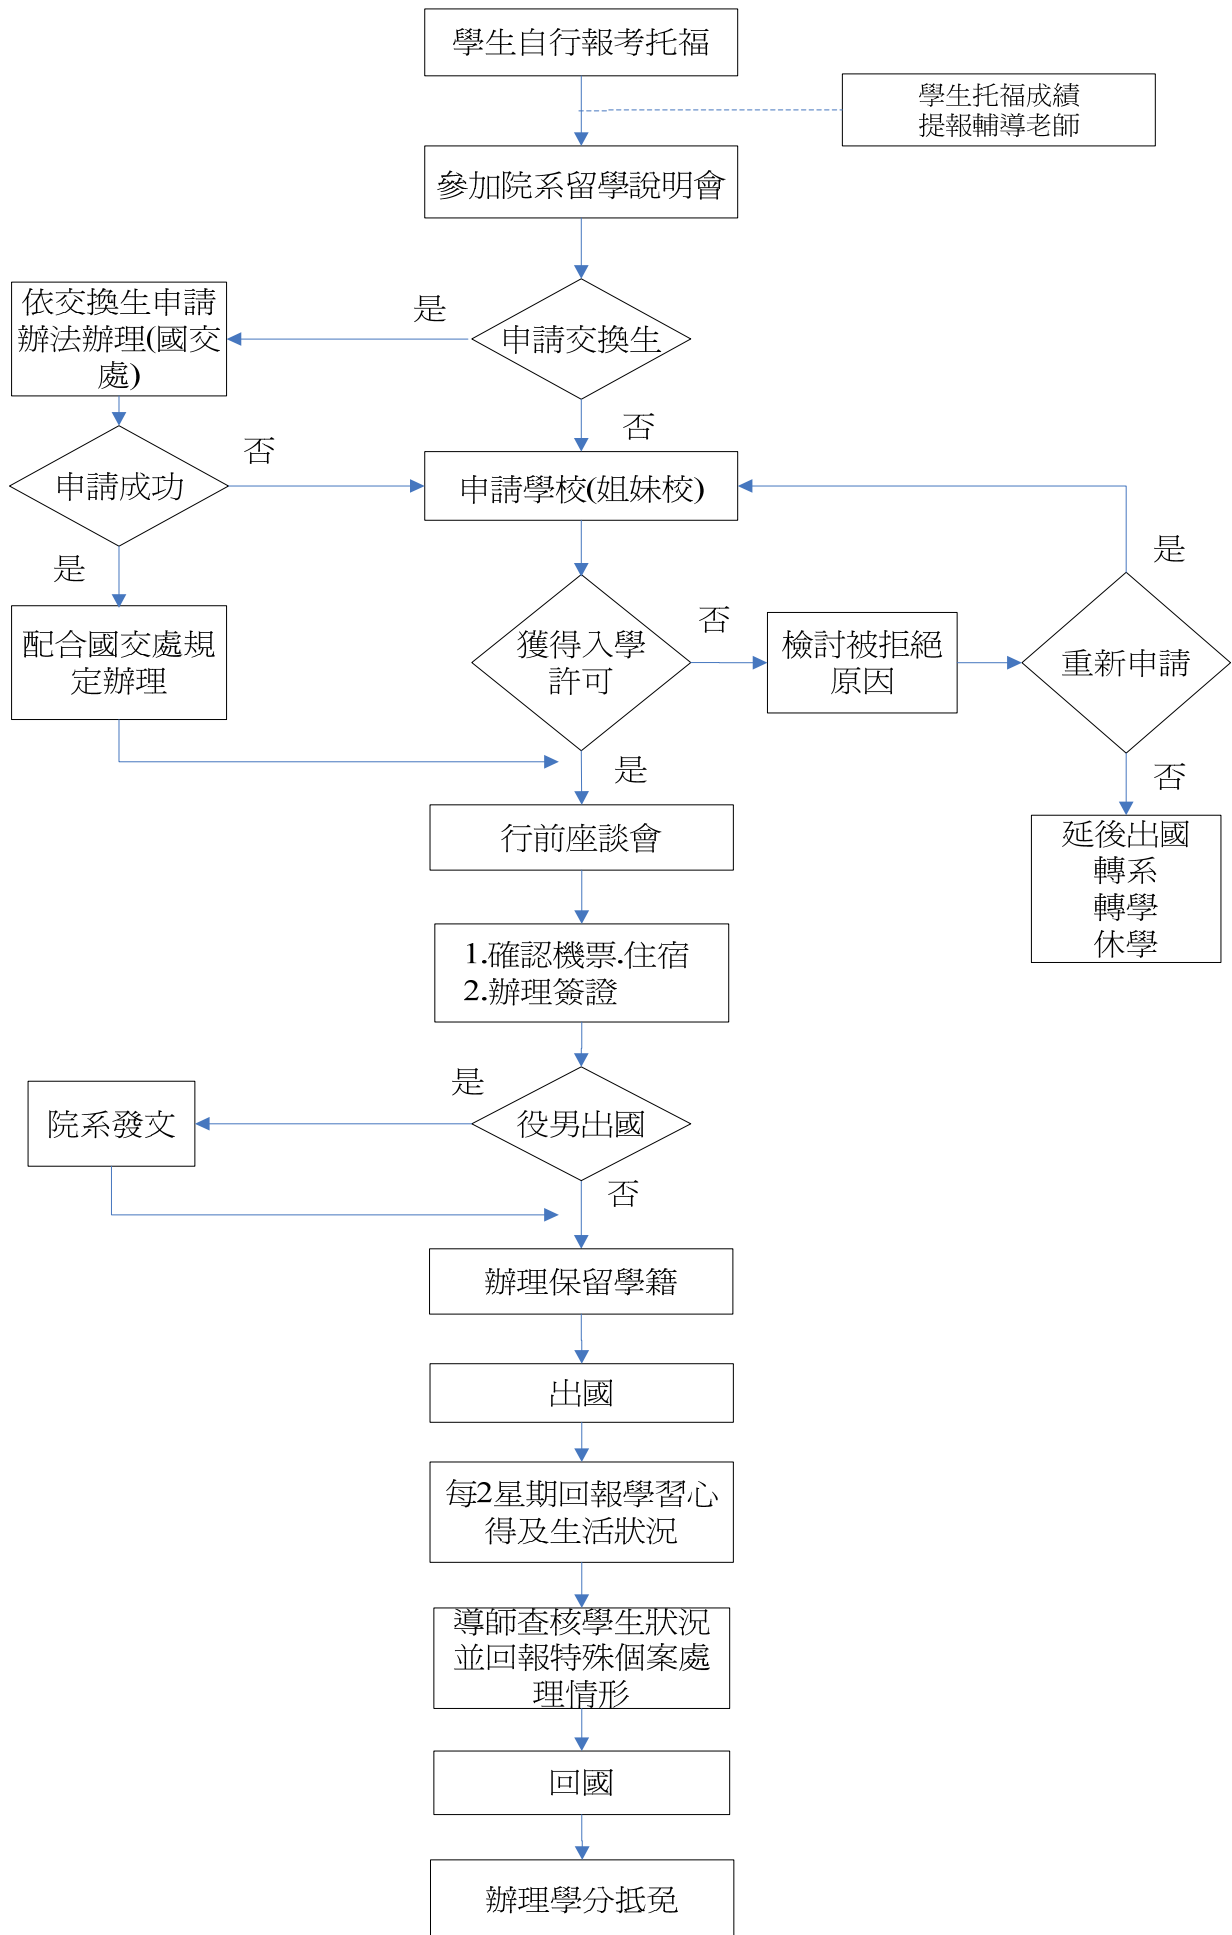 學生自行報考托福
學生托福成績
提報輔導老師
參加院系留學說明會
申請交換生
是
依交換生申請
辦法辦理(國交
處)
否
申請成功
否
申請學校(姐妹校)
是
配合國交處規
定辦理
獲得入學
許可
否
檢討被拒絕
原因
重新申請
是
是
否
延後出國
轉系
轉學
休學
行前座談會
1.確認機票.住宿
2.辦理簽證
役男出國
是
院系發文
否
辦理保留學籍
出國
每2星期回報學習心
得及生活狀況
導師查核學生狀況
並回報特殊個案處
理情形
回國
辦理學分抵免